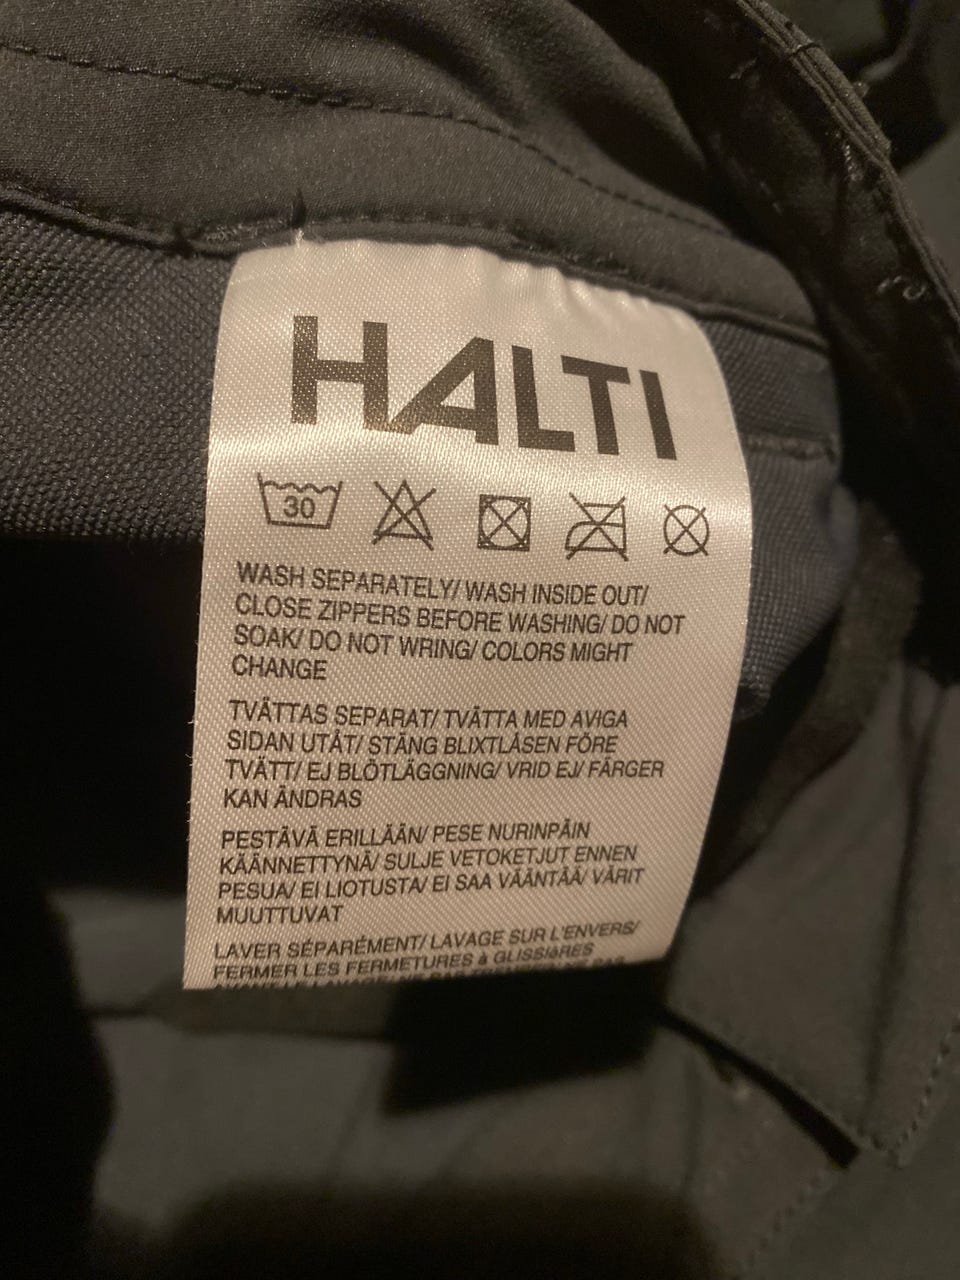 HALTI
30
WASH SEPARATELY/ WASH INSIDE OUT/
CLOSE ZIPPERS BEFORE WASHING/ DO NOT
SOAK/ DO NOT WRING/ COLORS MIGHT
CHANGE
TVÄTTAS SEPARAT/ TVÄTTA MED AVIGA
SIDAN UTÅT/ STÄNG BLIXTLÅSEN FÖRE
TVÄTT/ EJ BLÖTLÄGGNING/ VRID EJ/ FÄRGER
KAN ÄNDRAS
PESTÄVÄ ERILLÄÄN/ PESE NURINPÄIN
KÄÄNNETTYNÄ/ SULJE VETOKETJUT ENNEN
PESUA/ EI LIOTUSTA/ EI SAA VÄÄNTÄÄ/ VÄRIT
MUUTTUVAT
LAVER SÉPARÉMENT/ LAVAGE SUR L'ENVERS/
FERMER LES FERMETURES à GLISSIèRES